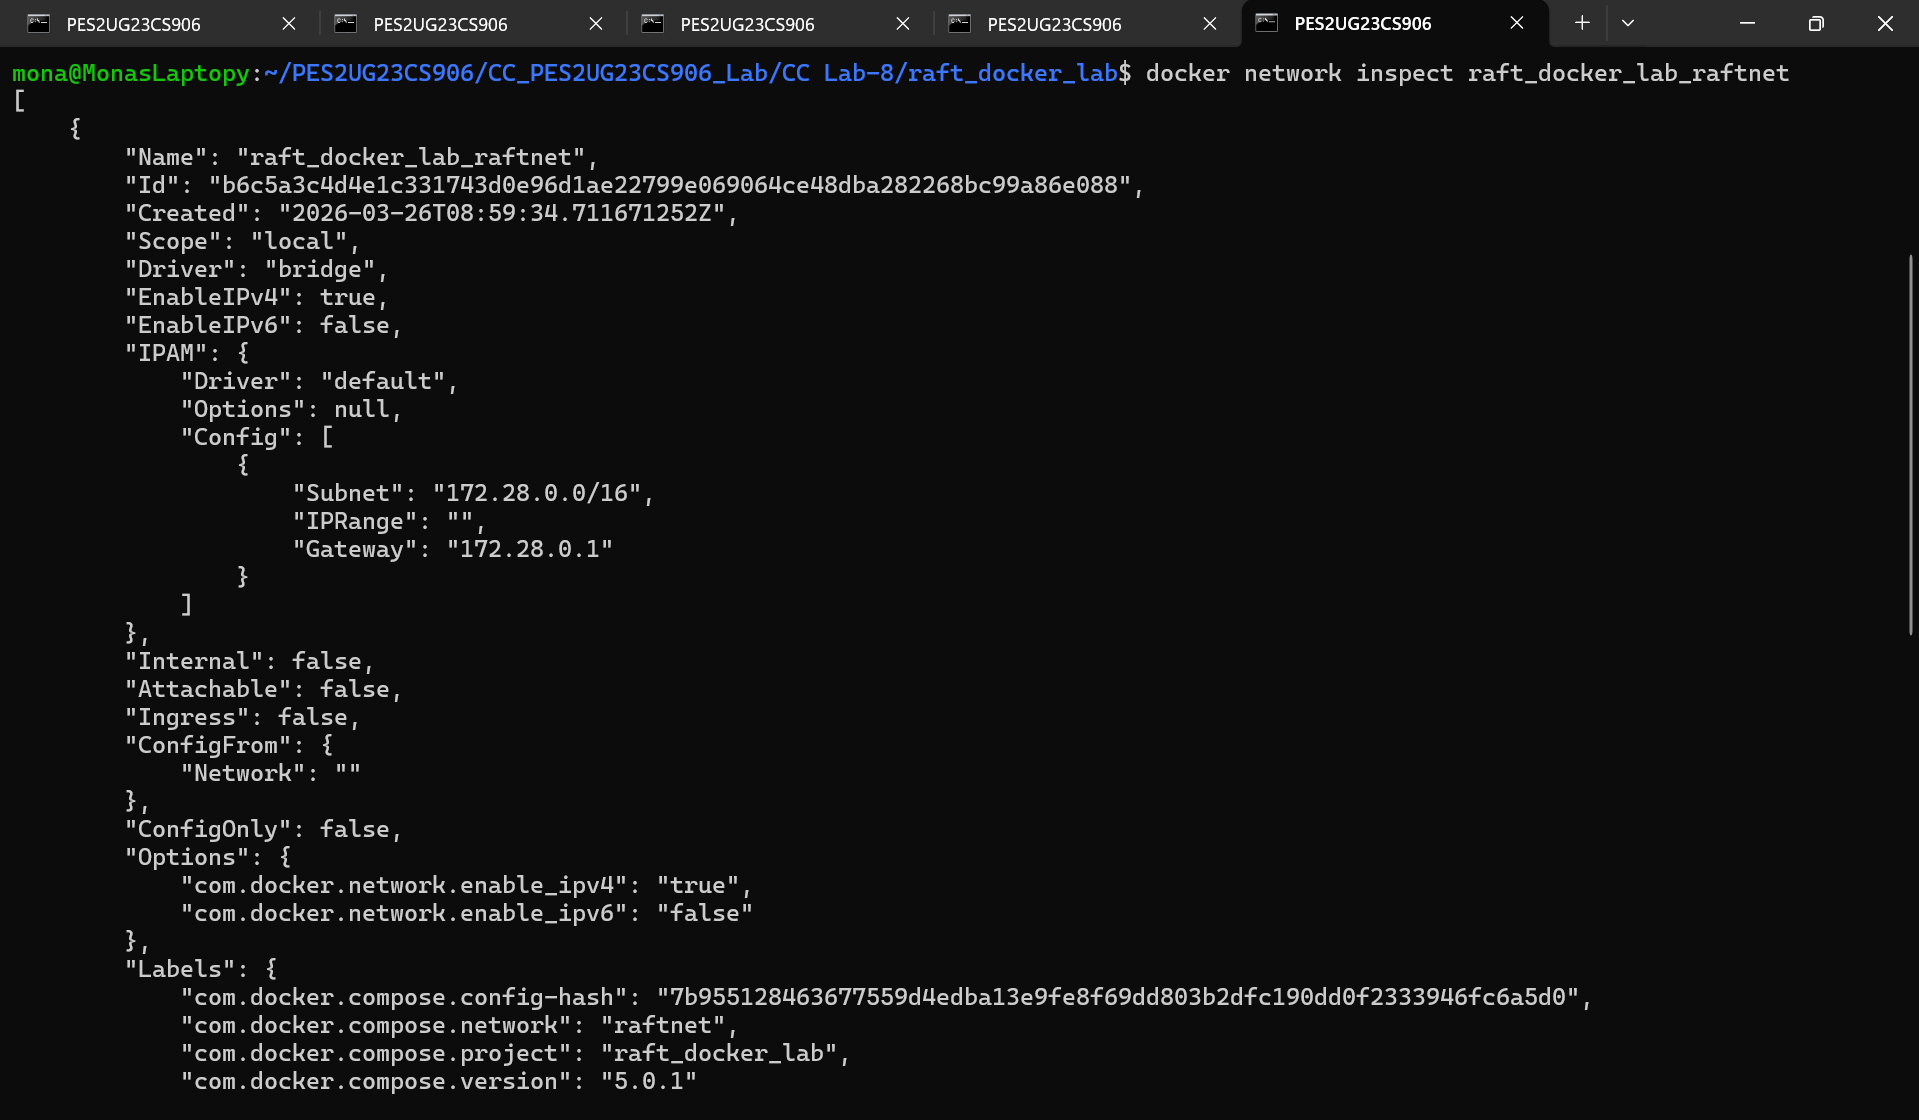 PES2UG23CS906 PES2UG23CS906 PES2UG23CS906 PES2UG23CS906 PES2UG23CS906
mona@MonasLaptopy:~/PES2UG23CS906/CC_PES2UG23CS906_Lab/CC Lab-8/raft_docker_lab$ docker network inspect raft_docker_lab_raftnet
[
    {
        "Name": "raft_docker_lab_raftnet",
        "Id": "b6c5a3c4d4e1c331743d0e96d1ae22799e069064ce48dba282268bc99a86e088",
        "Created": "2026-03-26T08:59:34.711671252Z",
        "Scope": "local",
        "Driver": "bridge",
        "EnableIPv4": true,
        "EnableIPv6": false,
        "IPAM": {
            "Driver": "default",
            "Options": null,
            "Config": [
                {
                    "Subnet": "172.28.0.0/16",
                    "IPRange": "",
                    "Gateway": "172.28.0.1"
                }
            ]
        },
        "Internal": false,
        "Attachable": false,
        "Ingress": false,
        "ConfigFrom": {
            "Network": ""
        },
        "ConfigOnly": false,
        "Options": {
            "com.docker.network.enable_ipv4": "true",
            "com.docker.network.enable_ipv6": "false"
        },
        "Labels": {
            "com.docker.compose.config-hash": "7b955128463677559d4edba13e9fe8f69dd803b2dfc190dd0f2333946fc6a5d0",
            "com.docker.compose.network": "raftnet",
            "com.docker.compose.project": "raft_docker_lab",
            "com.docker.compose.version": "5.0.1"